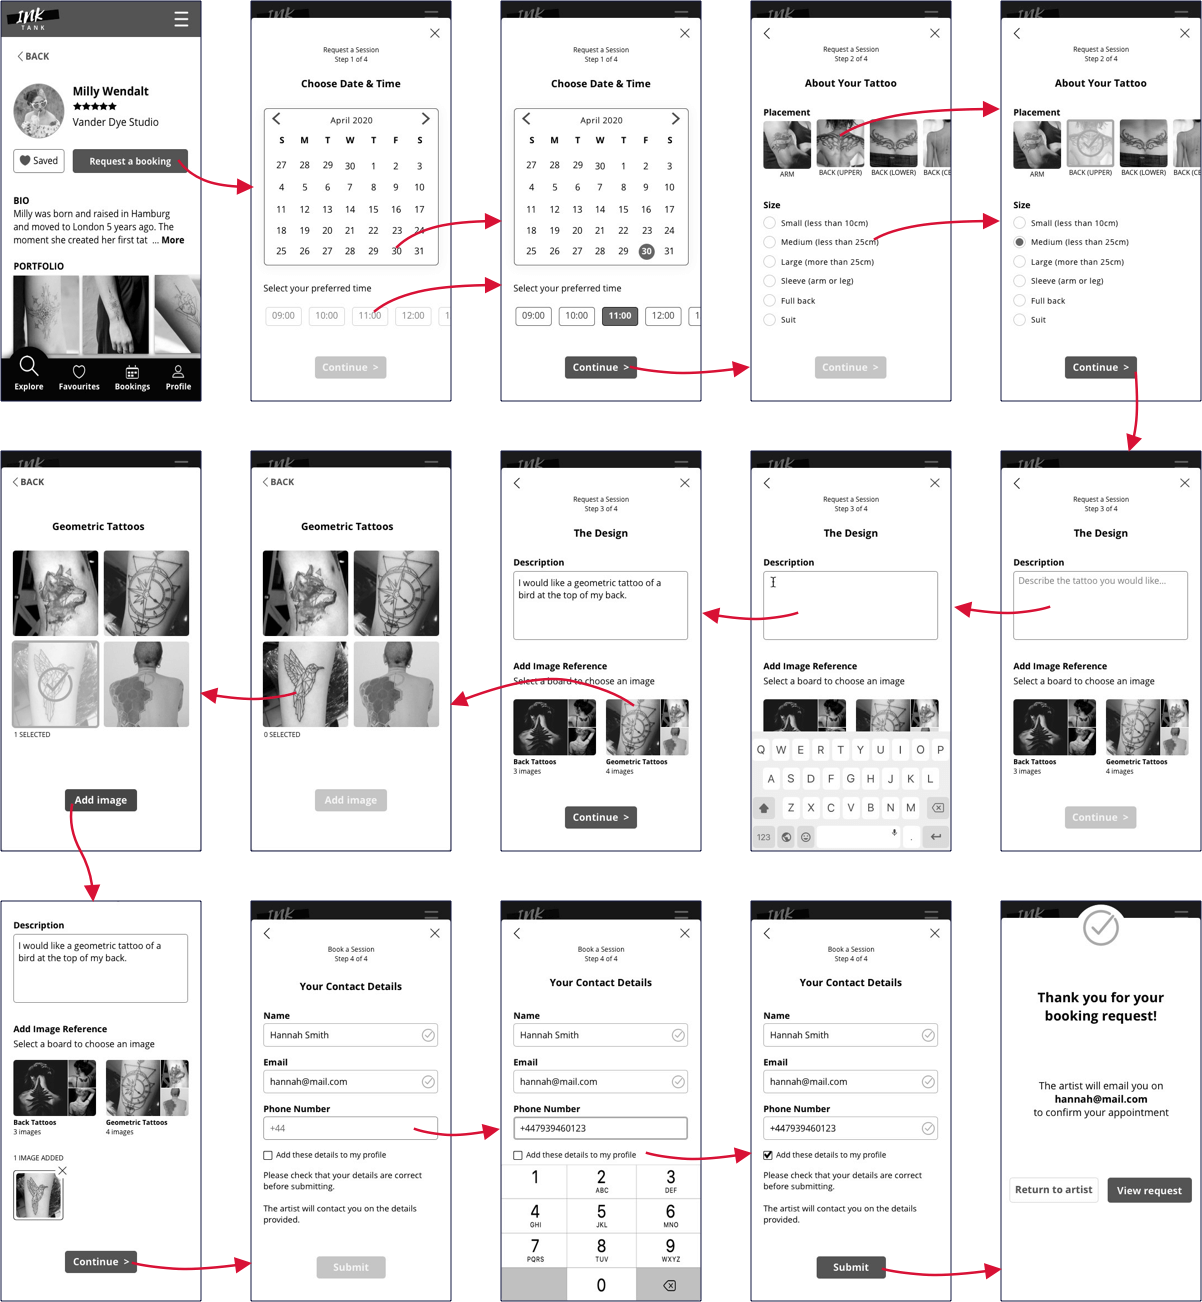 Ink
TANK
BACK
Milly Wendalt
Vander Dye Studio
Saved
Request a booking
BIO
Milly was born and raised in Hamburg
and moved to London 5 years ago. The
moment she created her first tat ... More
PORTFOLIO
Explore
Favourites
Bookings
Profile
Request a Session
Step 1 of 4
Choose Date & Time
April 2020
S M T W T F S
27 28 29 30 1 2 3
4 5 6 7 8 9 10
11 12 13 14 15 16 17
18 19 20 21 22 23 24
25 26 27 28 29 30 31
Select your preferred time
09:00 10:00 11:00 12:00 1
Continue >
Request a Session
Step 1 of 4
Choose Date & Time
April 2020
S M T W T F S
27 28 29 30 1 2 3
4 5 6 7 8 9 10
11 12 13 14 15 16 17
18 19 20 21 22 23 24
25 26 27 28 29 30 31
Select your preferred time
09:00 10:00 11:00 12:00 1
Continue >
Request a Session
Step 2 of 4
About Your Tattoo
Placement
ARM
BACK (UPPER)
BACK (LOWER)
BACK (CE
Size
Small (less than 10cm)
Medium (less than 25cm)
Large (more than 25cm)
Sleeve (arm or leg)
Full back
Suit
Continue >
Request a Session
Step 2 of 4
About Your Tattoo
Placement
ARM
BACK (UPPER)
BACK (LOWER)
BACK (CE
Size
Small (less than 10cm)
Medium (less than 25cm)
Large (more than 25cm)
Sleeve (arm or leg)
Full back
Suit
Continue >
Ink
BACK
Geometric Tattoos
1 SELECTED
Add image
Ink
BACK
Geometric Tattoos
0 SELECTED
Add image
Ink
Request a Session
Step 3 of 4
The Design
Description
I would like a geometric tattoo of a
bird at the top of my back.
Add Image Reference
Select a board to choose an image
Back Tattoos
3 images
Geometric Tattoos
4 images
Continue >
Ink
Request a Session
Step 3 of 4
The Design
Description
Add Image Reference
Select a board to choose an image
Q W E R T Y U I O P
A S D F G H J K L
Z X C V B N M
123 .
Ink
Request a Session
Step 3 of 4
The Design
Description
Describe the tattoo you would like...
Add Image Reference
Select a board to choose an image
Back Tattoos
3 images
Geometric Tattoos
4 images
Continue >
Description
I would like a geometric tattoo of a
bird at the top of my back.
Add Image Reference
Select a board to choose an image
Back Tattoos
3 images
Geometric Tattoos
4 images
1 IMAGE ADDED
Continue >
Ink
Book a Session
Step 4 of 4
Your Contact Details
Name
Hannah Smith
Email
hannah@mail.com
Phone Number
+44
Add these details to my profile
Please check that your details are correct
before submitting.
The artist will contact you on the details
provided.
Submit
Ink
Book a Session
Step 4 of 4
Your Contact Details
Name
Hannah Smith
Email
hannah@mail.com
Phone Number
+447939460123
Add these details to my profile
1 2 3
ABC DEF
4 5 6
GHI JKL MNO
7 8 9
PQRS TUV WXYZ
0
Ink
Book a Session
Step 4 of 4
Your Contact Details
Name
Hannah Smith
Email
hannah@mail.com
Phone Number
+447939460123
Add these details to my profile
Please check that your details are correct
before submitting.
The artist will contact you on the details
provided.
Submit
Thank you for your
booking request!
The artist will email you on
hannah@mail.com
to confirm your appointment
Return to artist
View request